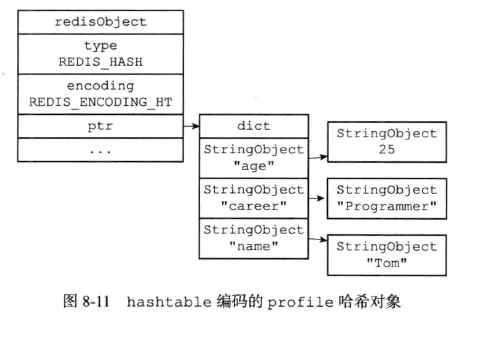 redisObject
type
REDIS_HASH
encoding
REDIS_ENCODING_HT
ptr
...
dict
StringObject
"age"
StringObject
"career"
StringObject
"name"
StringObject
25
StringObject
"Programmer"
StringObject
"Tom"
图 8-11 hashtable 编码的 profile 哈希对象